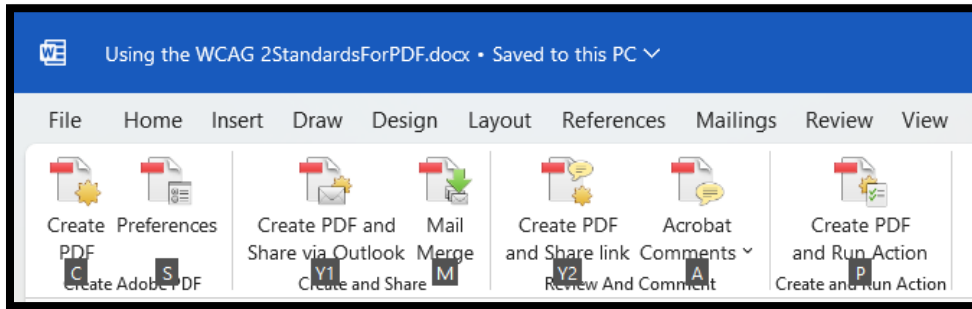 Using the WCAG 2StandardsForPDF.docx • Saved to this PC
File Home Insert Draw Design Layout References Mailings Review View
Create Preferences Create PDF and Mail Create PDF Acrobat Create PDF
PDF Share via Outlook Merge and Share link Comments and Run Action
C S Y1 M Y2 A P
Create Adobe PDF Create and Share Review And Comment Create and Run Action